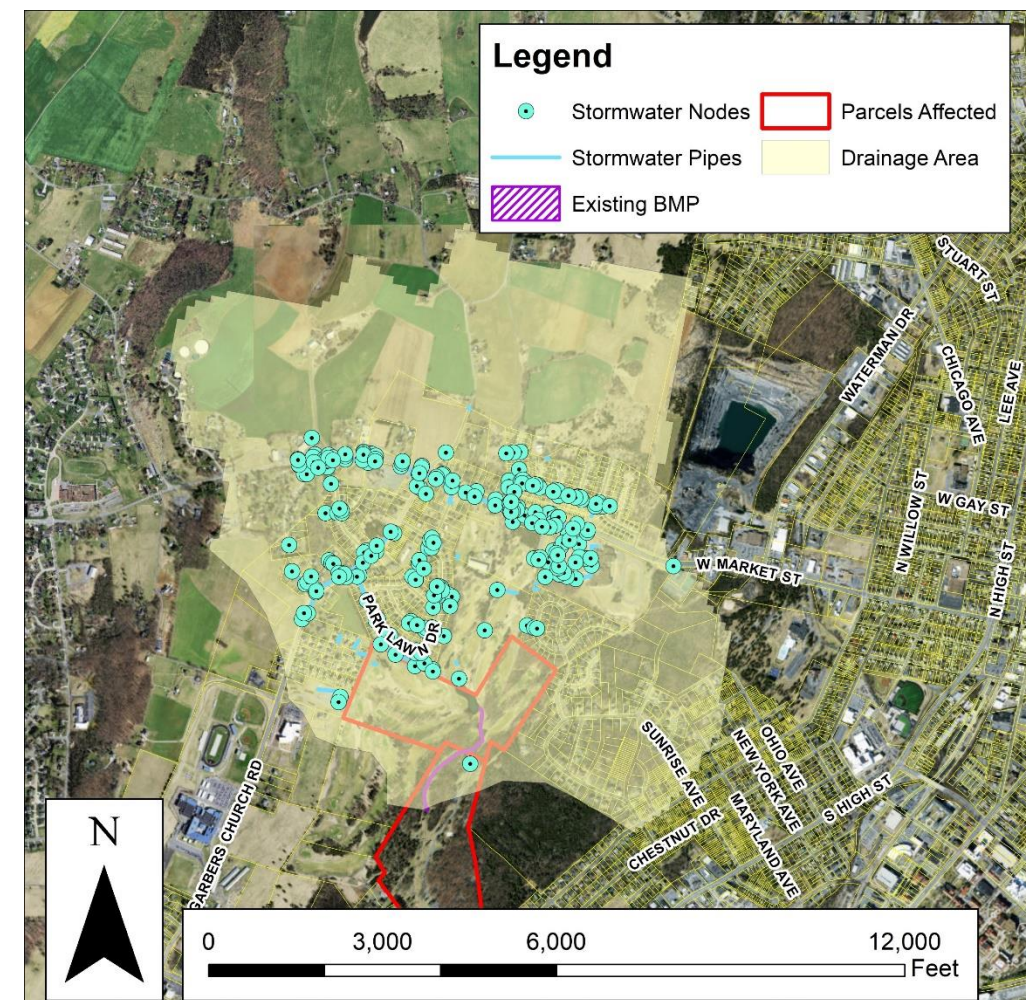 Legend
Stormwater Nodes
Parcels Affected
Stormwater Pipes
Drainage Area
Existing BMP
STUART ST
WATERMAN DR
CHICAGO AVE
LEE AVE
N WILLOW ST
W GAY ST
W MARKET ST
N HIGH ST
PARK LAWN DR
SUNRISE AVE
OHIO AVE
NEW YORK AVE
MARYLAND AVE
S HIGH ST
CHESTNUT DR
GARBERS CHURCH RD
N
0 3,000 6,000 12,000
Feet